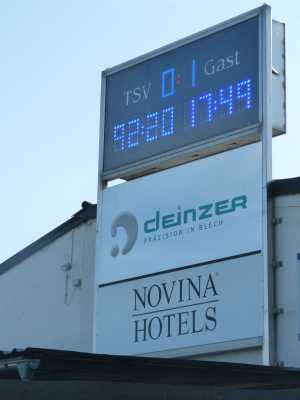 TSV 0:1 Gast
92:20 17:49
deinzer
PRÄZISION IN BLECH
NOVINA®
HOTELS